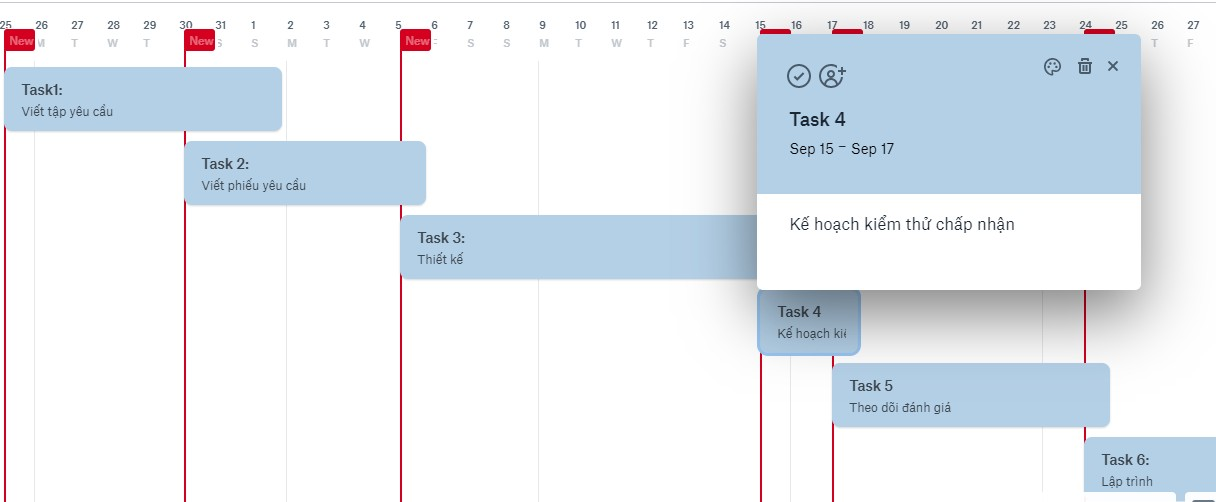 25 26 27 28 29 30 31 1 2 3 4 5 6 7 8 9 10 11 12 13 14 15 16 17 18 19 20 21 22 23 24 25 26 27
New M T W T New S S M T W New F S S M T W T F S T F
Task1:
Viết tập yêu cầu
Task 2:
Viết phiếu yêu cầu
Task 3:
Thiết kế
Task 4
Sep 15 – Sep 17
Kế hoạch kiểm thử chấp nhận
Task 4
Kế hoạch
Task 5
Theo dõi đánh giá
Task 6:
Lập trình